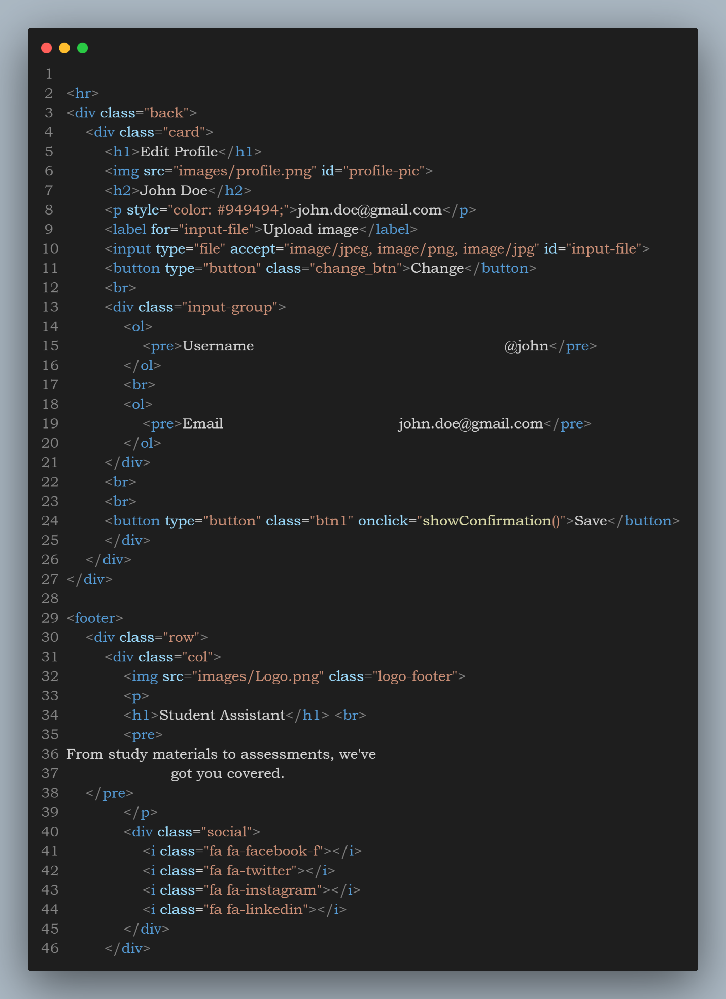 1
2 <hr>
3 <div class="back">
4     <div class="card">
5         <h1>Edit Profile</h1>
6         <img src="images/profile.png" id="profile-pic">
7         <h2>John Doe</h2>
8         <p style="color: #949494;">john.doe@gmail.com</p>
9         <label for="input-file">Upload image</label>
10         <input type="file" accept="image/jpeg, image/png, image/jpg" id="input-file">
11         <button type="button" class="change_btn">Change</button>
12         <br>
13         <div class="input-group">
14             <ol>
15                 <pre>Username                                                     @john</pre>
16             </ol>
17             <br>
18             <ol>
19                 <pre>Email                                     john.doe@gmail.com</pre>
20             </ol>
21         </div>
22         <br>
23         <br>
24         <button type="button" class="btn1" onclick="showConfirmation()">Save</button>
25         </div>
26     </div>
27 </div>
28
29 <footer>
30     <div class="row">
31         <div class="col">
32             <img src="images/Logo.png" class="logo-footer">
33             <p>
34             <h1>Student Assistant</h1> <br>
35             <pre>
36 From study materials to assessments, we've
37                       got you covered.
38     </pre>
39             </p>
40             <div class="social">
41                 <i class="fa fa-facebook-f"></i>
42                 <i class="fa fa-twitter"></i>
43                 <i class="fa fa-instagram"></i>
44                 <i class="fa fa-linkedin"></i>
45             </div>
46         </div>